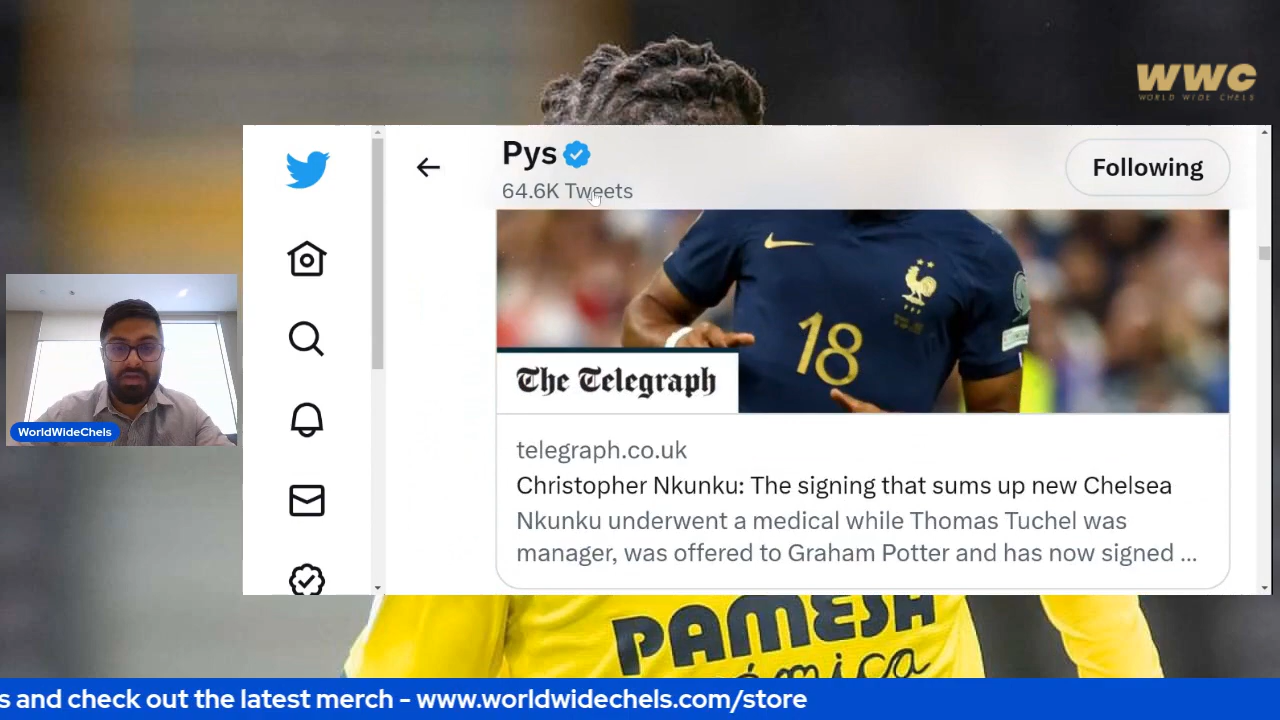 WWC
WORLD WIDE CHELS
Pys
64.6K Tweets
Following
18
The Telegraph
telegraph.co.uk
Christopher Nkunku: The signing that sums up new Chelsea
Nkunku underwent a medical while Thomas Tuchel was
manager, was offered to Graham Potter and has now signed ...
WorldWideChels
PAMESA
s and check out the latest merch - www.worldwidechels.com/store